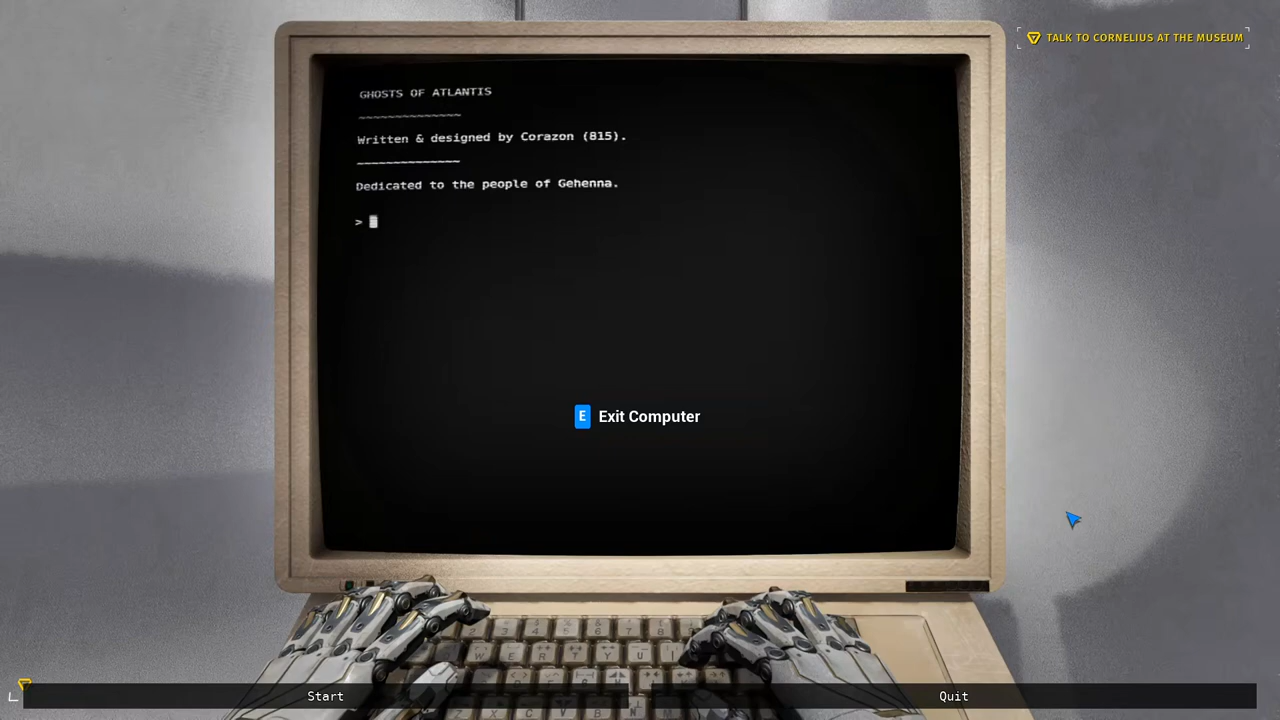 TALK TO CORNELIUS AT THE MUSEUM
GHOSTS OF ATLANTIS
~~~~~~~~~~~~~~
Written & designed by Corazon (815).
~~~~~~~~~~~~~~
Dedicated to the people of Gehenna.
>
E Exit Computer
Start
Quit